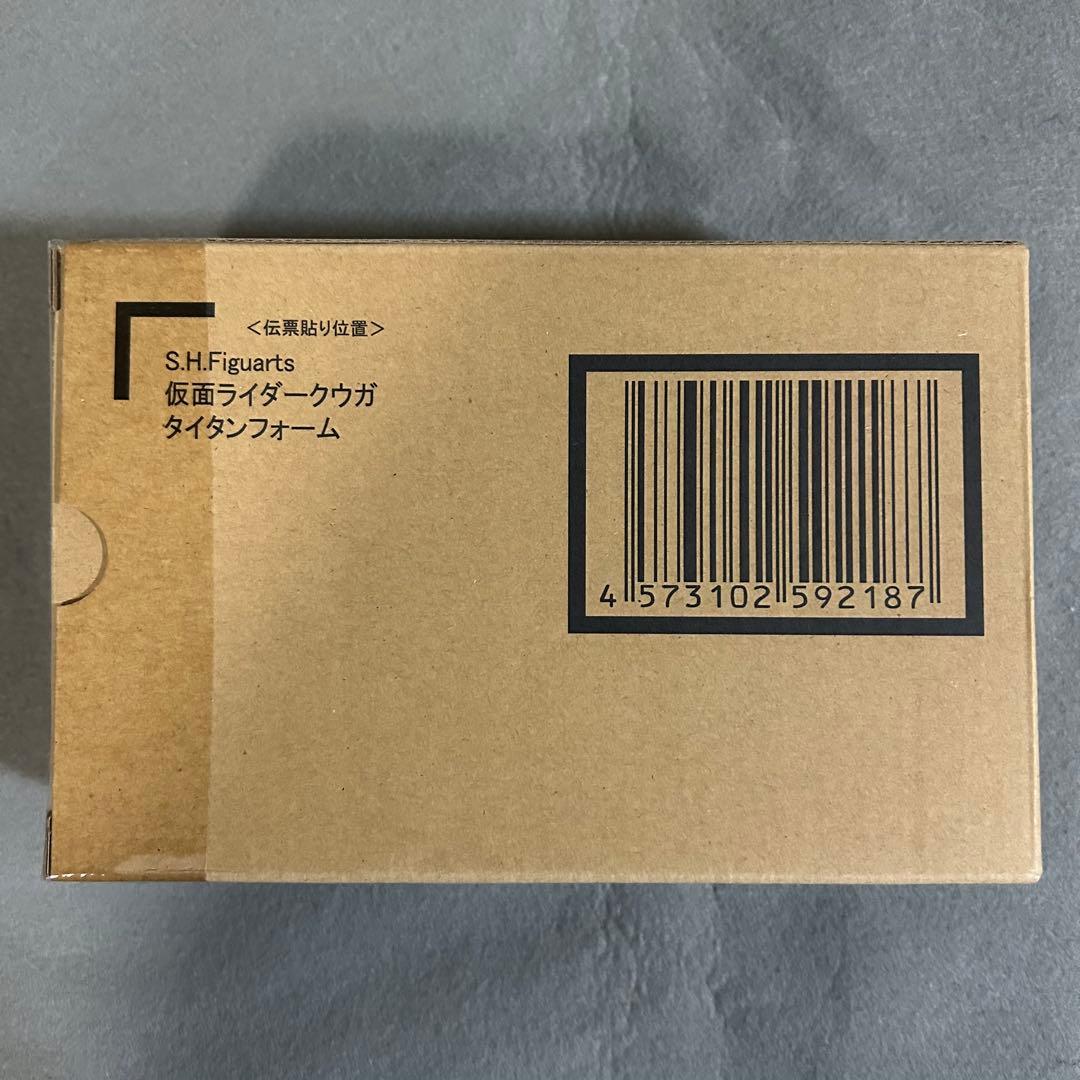 <伝票貼り位置>
S.H.Figuarts
仮面ライダークウガ
タイタンフォーム
4 573102 592187